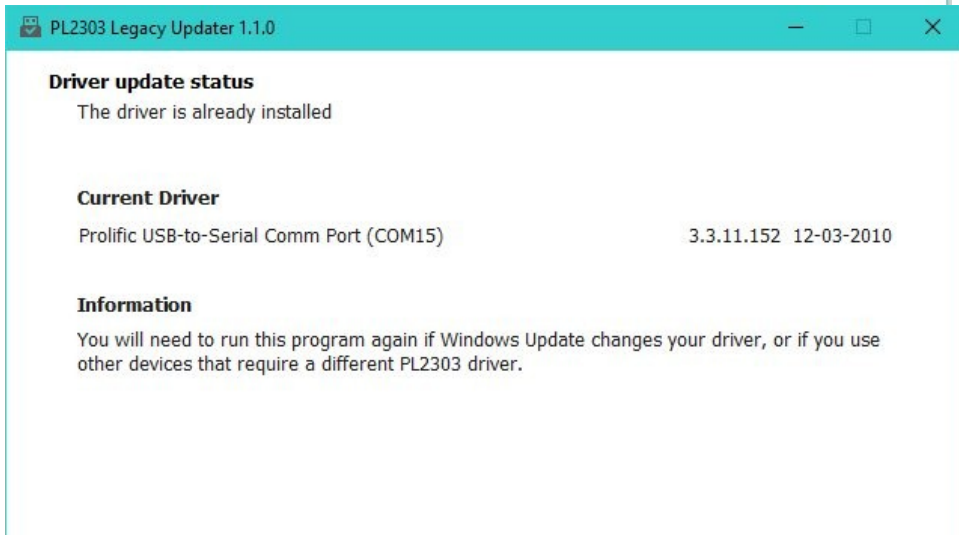 PL2303 Legacy Updater 1.1.0
Driver update status
The driver is already installed
Current Driver
Prolific USB-to-Serial Comm Port (COM15) 3.3.11.152 12-03-2010
Information
You will need to run this program again if Windows Update changes your driver, or if you use
other devices that require a different PL2303 driver.